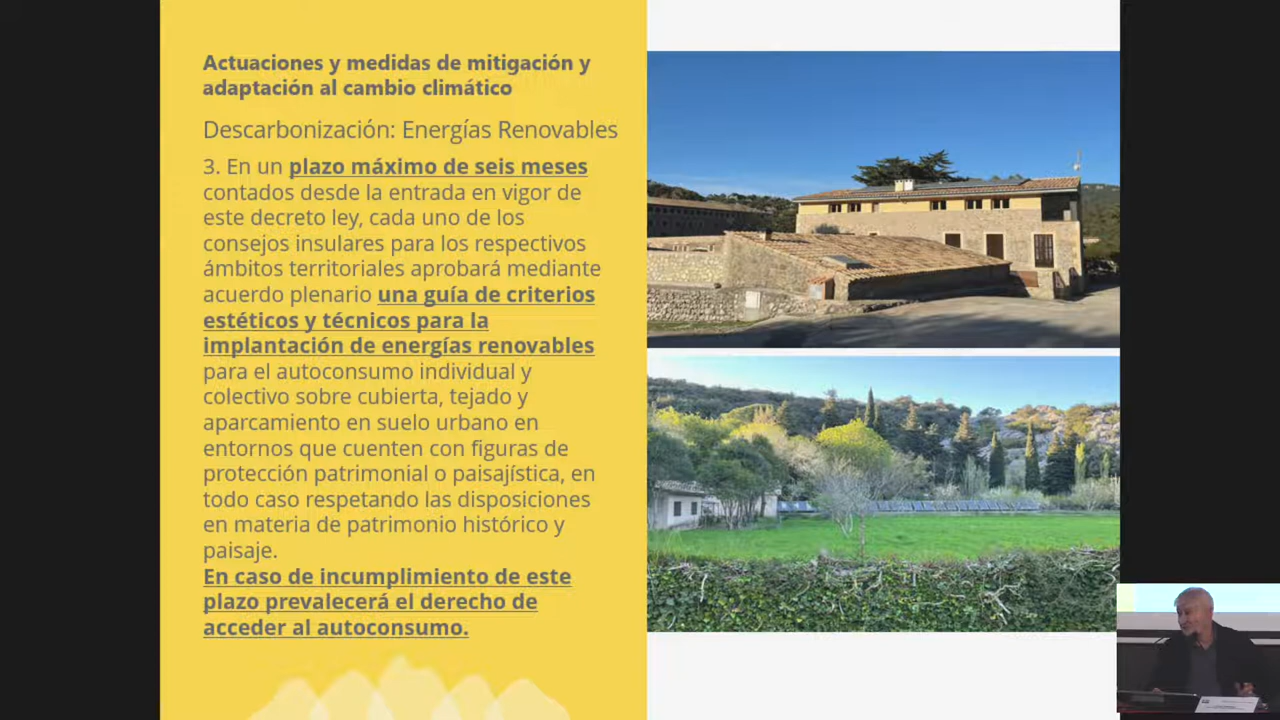 Actuaciones y medidas de mitigación y
adaptación al cambio climático
Descarbonización: Energías Renovables
3. En un plazo máximo de seis meses
contados desde la entrada en vigor de
este decreto ley, cada uno de los
consejos insulares para los respectivos
ámbitos territoriales aprobará mediante
acuerdo plenario una guía de criterios
estéticos y técnicos para la
implantación de energías renovables
para el autoconsumo individual y
colectivo sobre cubierta, tejado y
aparcamiento en suelo urbano en
entornos que cuenten con figuras de
protección patrimonial o paisajística, en
todo caso respetando las disposiciones
en materia de patrimonio histórico y
paisaje.
En caso de incumplimiento de este
plazo prevalecerá el derecho de
acceder al autoconsumo.